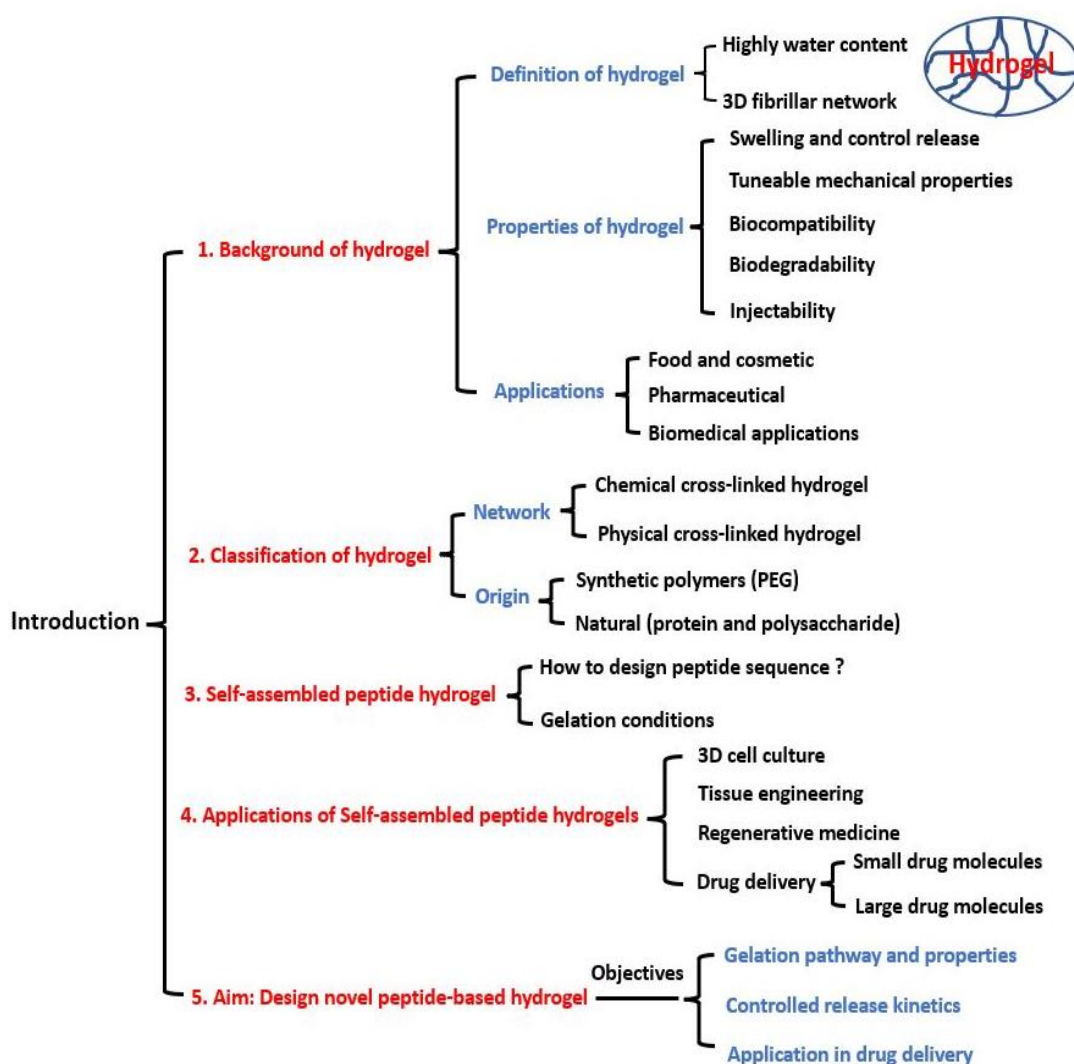 Introduction
1. Background of hydrogel
Definition of hydrogel
Highly water content
3D fibrillar network
Hydrogel
Properties of hydrogel
Swelling and control release
Tuneable mechanical properties
Biocompatibility
Biodegradability
Injectability
Applications
Food and cosmetic
Pharmaceutical
Biomedical applications
2. Classification of hydrogel
Network
Chemical cross-linked hydrogel
Physical cross-linked hydrogel
Origin
Synthetic polymers (PEG)
Natural (protein and polysaccharide)
3. Self-assembled peptide hydrogel
How to design peptide sequence ?
Gelation conditions
4. Applications of Self-assembled peptide hydrogels
3D cell culture
Tissue engineering
Regenerative medicine
Drug delivery
Small drug molecules
Large drug molecules
5. Aim: Design novel peptide-based hydrogel
Objectives
Gelation pathway and properties
Controlled release kinetics
Application in drug delivery